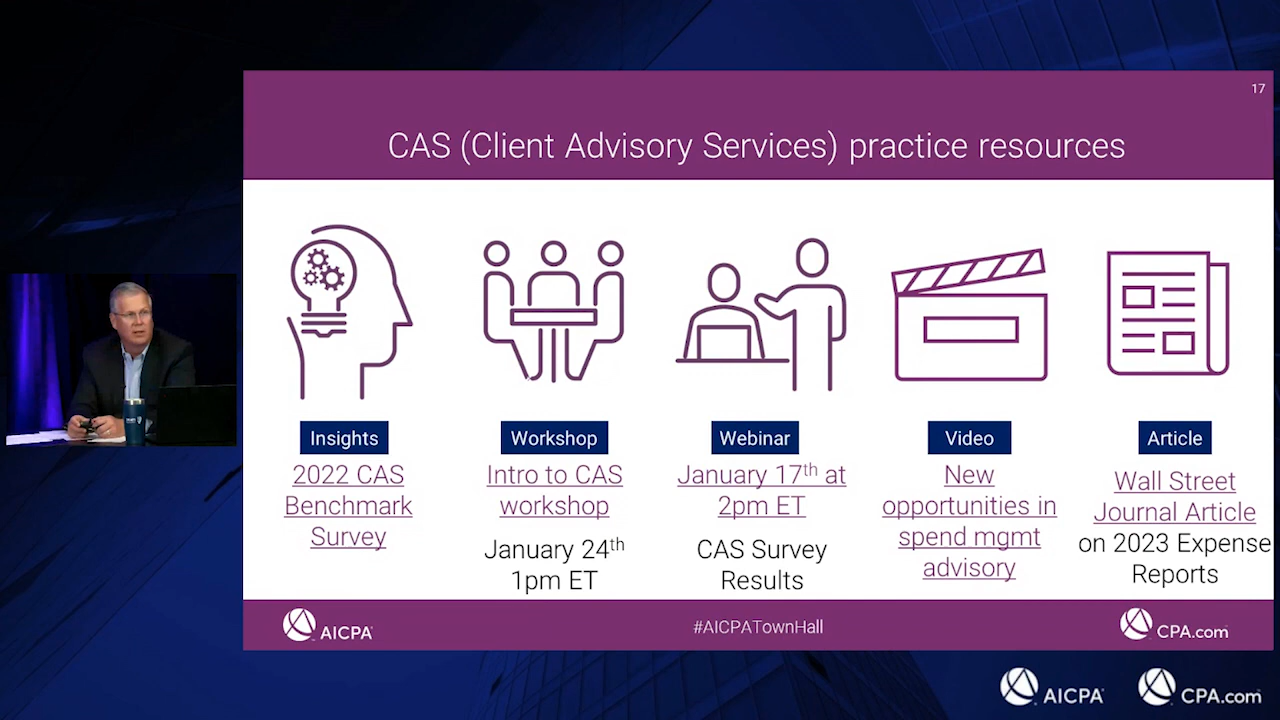 17
CAS (Client Advisory Services) practice resources
Insights
2022 CAS
Benchmark
Survey
Workshop
Intro to CAS
workshop
January 24th
1pm ET
Webinar
January 17th at
2pm ET
CAS Survey
Results
Video
New
opportunities in
spend mgmt
advisory
Article
Wall Street
Journal Article
on 2023 Expense
Reports
AICPA
#AICPATownHall
CPA.com
AICPA
CPA.com